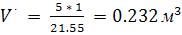 V˙ = 5 * 1 / 21.55 = 0.232 м³